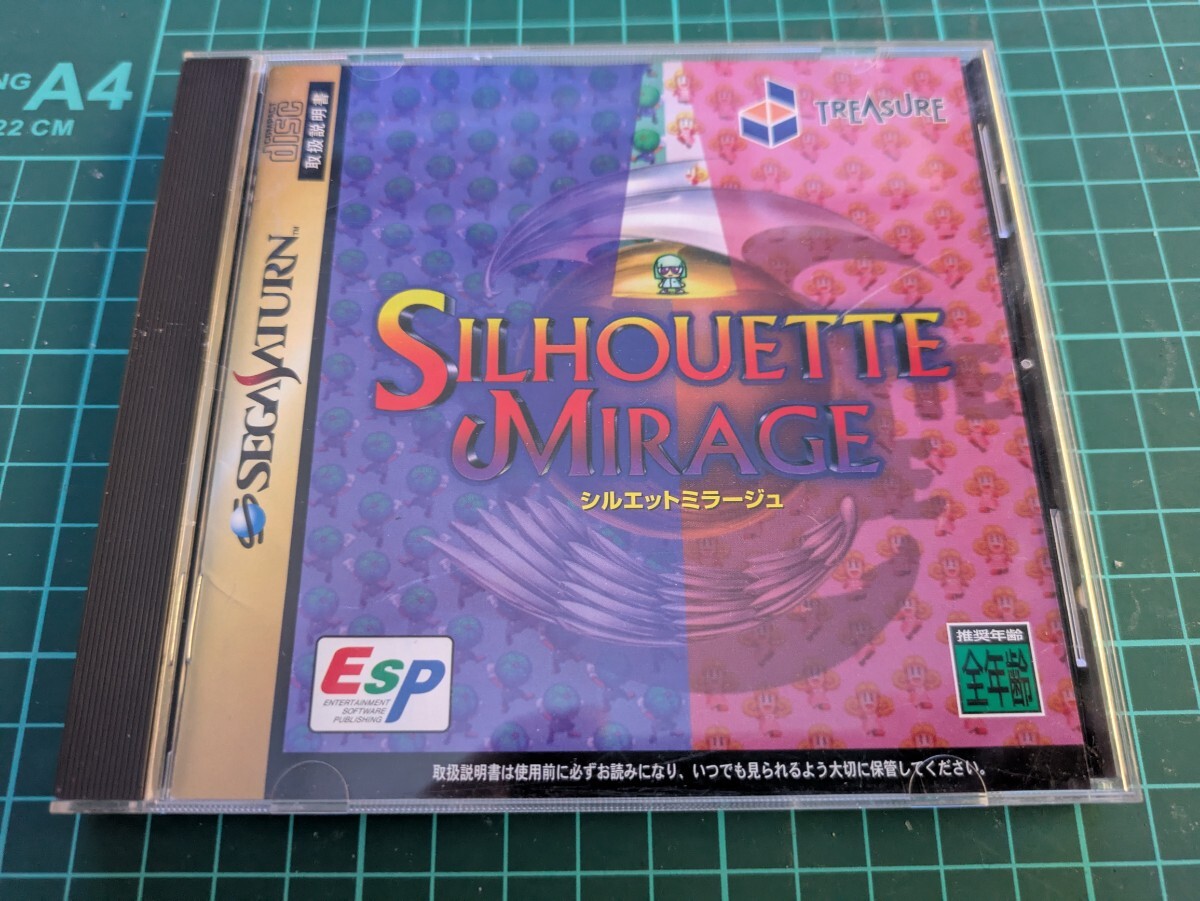 NG A4
22 CM
COMPACT
disc
取扱説明書
SEGA SATURN™
TREASURE
SILHOUETTE
MIRAGE
シルエットミラージュ
ESP
ENTERTAINMENT
SOFTWARE
PUBLISHING
推奨年齢
全年齢
取扱説明書は使用前に必ずお読みになり、いつでも見られるよう大切に保管してください。